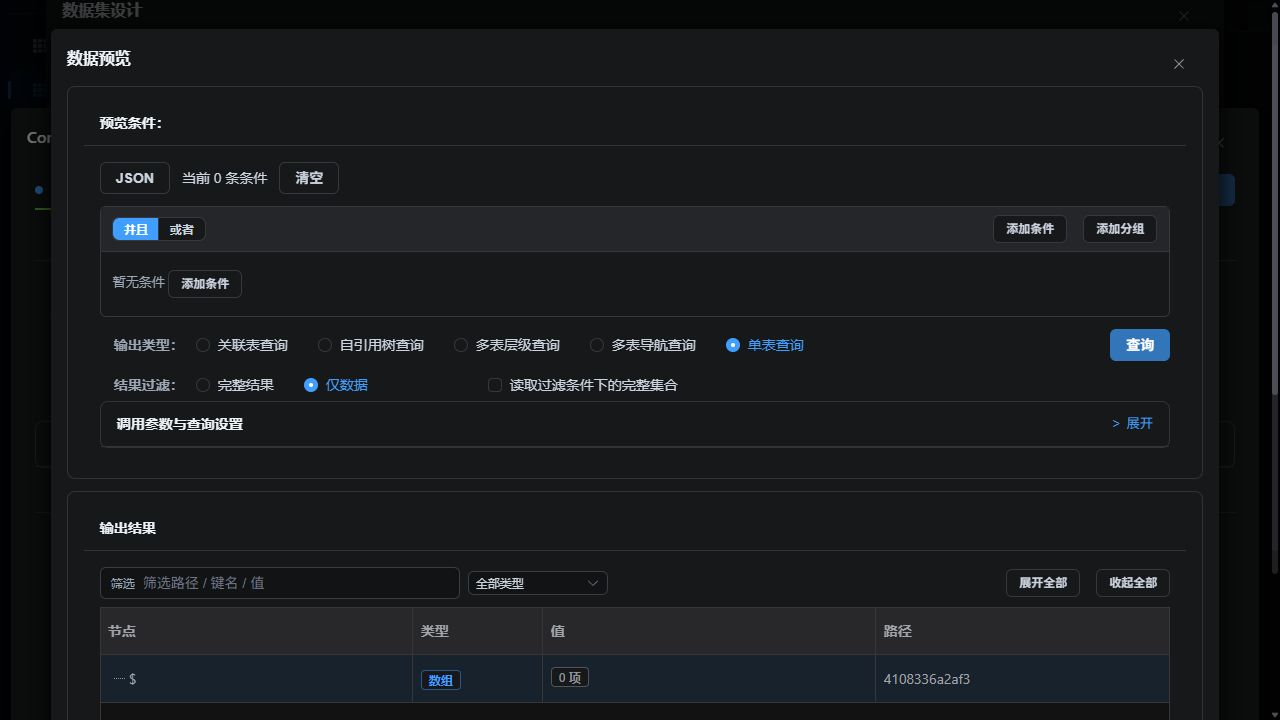 数据集设计
数据预览
Con
预览条件：
JSON 当前 0 条条件 清空
并且 或者 添加条件 添加分组
暂无条件 添加条件
输出类型： 关联表查询 自引用树查询 多表层级查询 多表导航查询 单表查询 查询
结果过滤： 完整结果 仅数据 读取过滤条件下的完整集合
调用参数与查询设置 > 展开
输出结果
筛选 筛选路径 / 键名 / 值 全部类型 展开全部 收起全部
节点 类型 值 路径
$ 数组 0 项 4108336a2af3